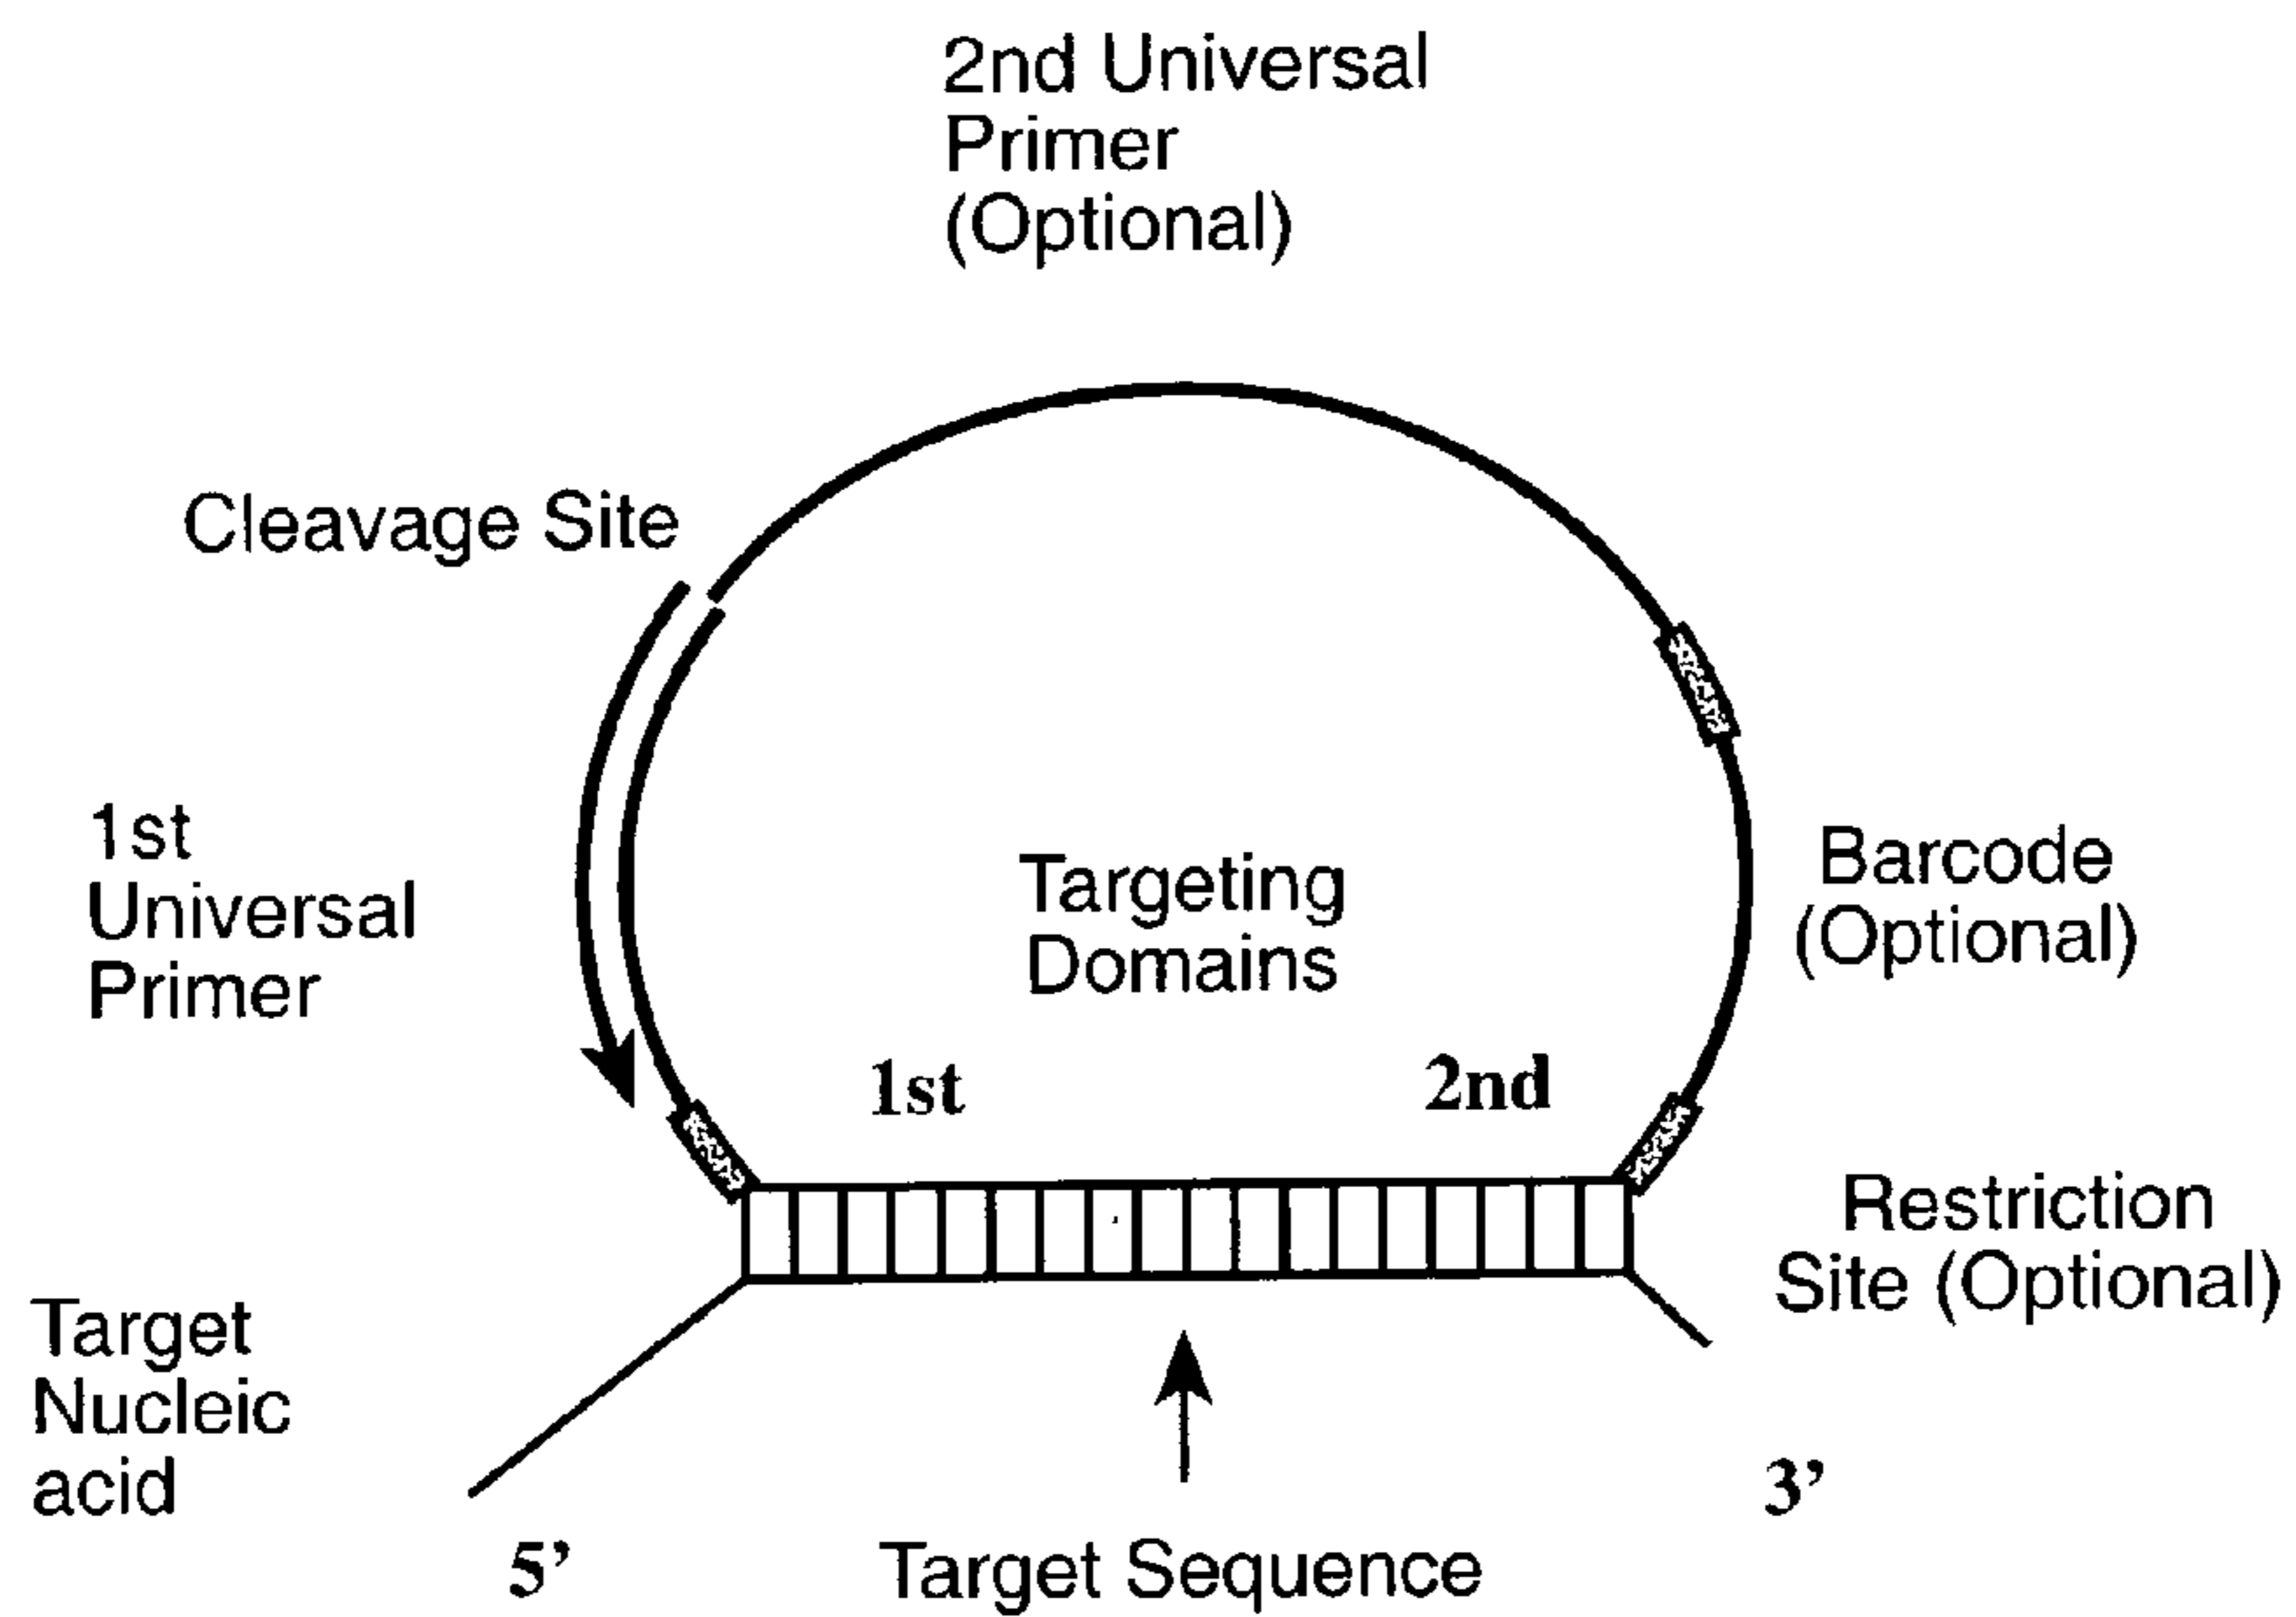 2nd Universal
Primer
(Optional)
Cleavage Site
1st
Universal
Primer
Targeting
Domains
Barcode
(Optional)
1st
2nd
Restriction
Site (Optional)
Target
Nucleic
acid
3’
5’
Target Sequence